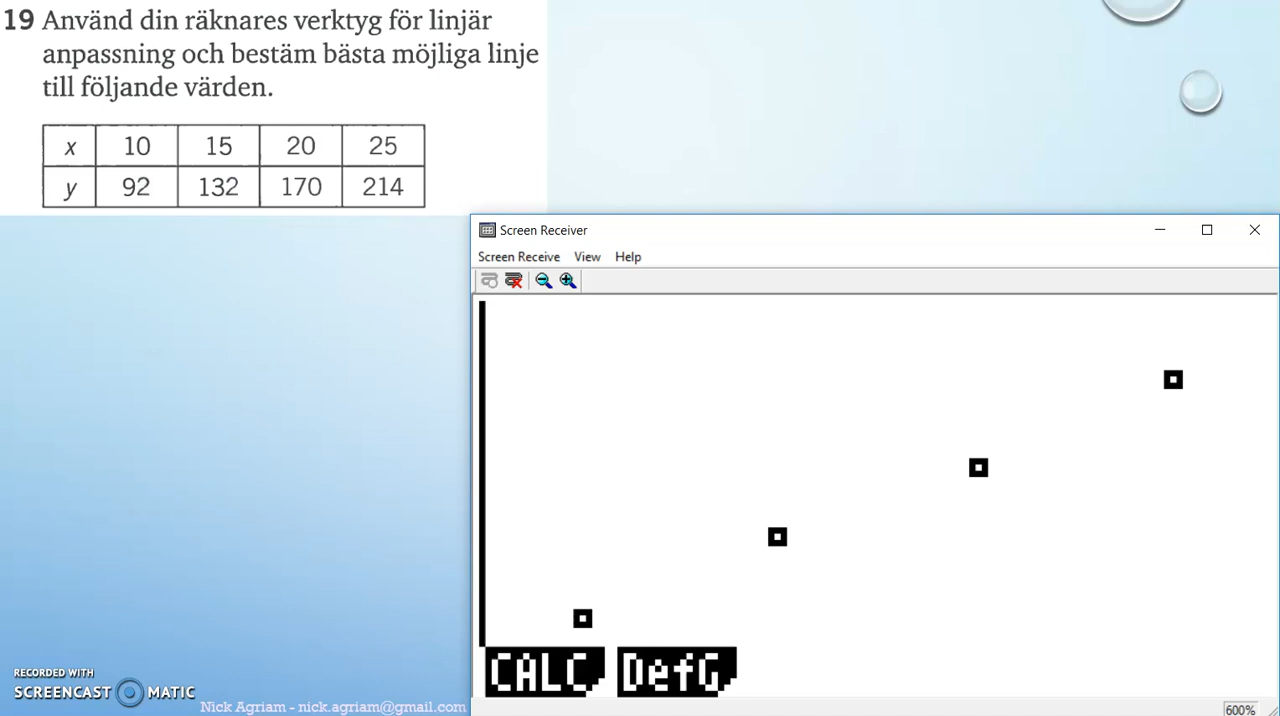 19 Använd din räknares verktyg för linjär
anpassning och bestäm bästa möjliga linje
till följande värden.
x 10 15 20 25
y 92 132 170 214
Screen Receiver
Screen Receive View Help
CALC DefG
RECORDED WITH
SCREENCAST MATIC
Nick Agriam - nick.agriam@gmail.com
600%